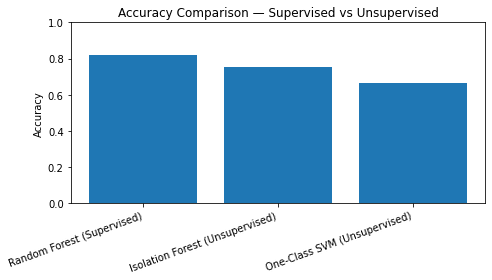 Accuracy Comparison — Supervised vs Unsupervised
1.0
0.8
0.6
0.4
0.2
0.0
Accuracy
Random Forest (Supervised)
Isolation Forest (Unsupervised)
One-Class SVM (Unsupervised)